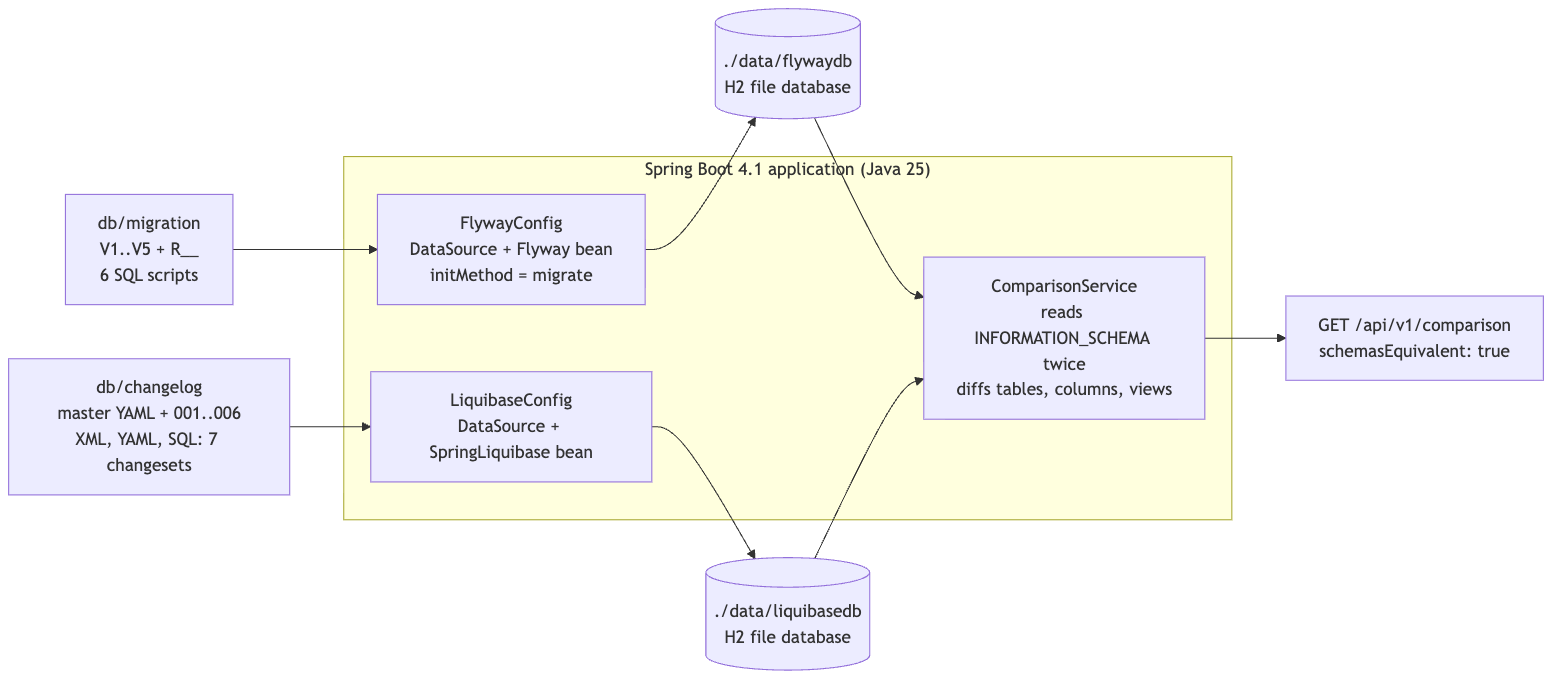 ./data/flywaydb
H2 file database
Spring Boot 4.1 application (Java 25)
db/migration
V1..V5 + R__
6 SQL scripts
FlywayConfig
DataSource + Flyway bean
initMethod = migrate
ComparisonService
reads
INFORMATION_SCHEMA
twice
diffs tables, columns, views
GET /api/v1/comparison
schemasEquivalent: true
db/changelog
master YAML + 001..006
XML, YAML, SQL: 7
changesets
LiquibaseConfig
DataSource +
SpringLiquibase bean
./data/liquibasedb
H2 file database